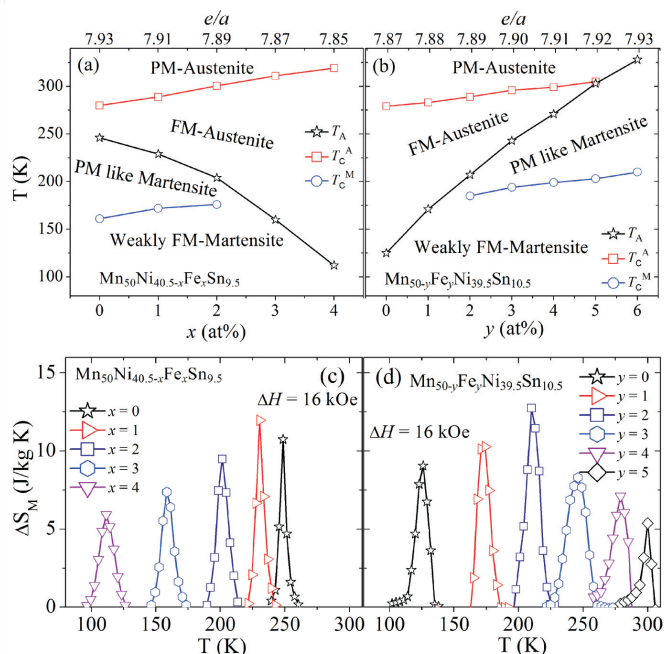 e/a
e/a
7.93 7.91 7.89 7.87 7.85
7.87 7.88 7.89 7.90 7.91 7.92 7.93
(a)
PM-Austenite
FM-Austenite
PM like Martensite
Weakly FM-Martensite
Mn50Ni40.5-xFexSn9.5
T_A
T_C^A
T_C^M
T (K)
300
250
200
150
100
0 1 2 3 4
x (at%)
(b)
PM-Austenite
FM-Austenite
PM like Martensite
Weakly FM-Martensite
T_A
T_C^A
T_C^M
Mn50-yFeyNi39.5Sn10.5
0 1 2 3 4 5 6
y (at%)
Mn50Ni40.5-xFexSn9.5
(c)
x = 0
x = 1
x = 2
x = 3
x = 4
ΔH = 16 kOe
ΔS_M (J/kg K)
15
10
5
0
100 150 200 250 300
T (K)
(d)
Mn50-yFeyNi39.5Sn10.5
ΔH = 16 kOe
y = 0
y = 1
y = 2
y = 3
y = 4
y = 5
100 150 200 250 300
T (K)